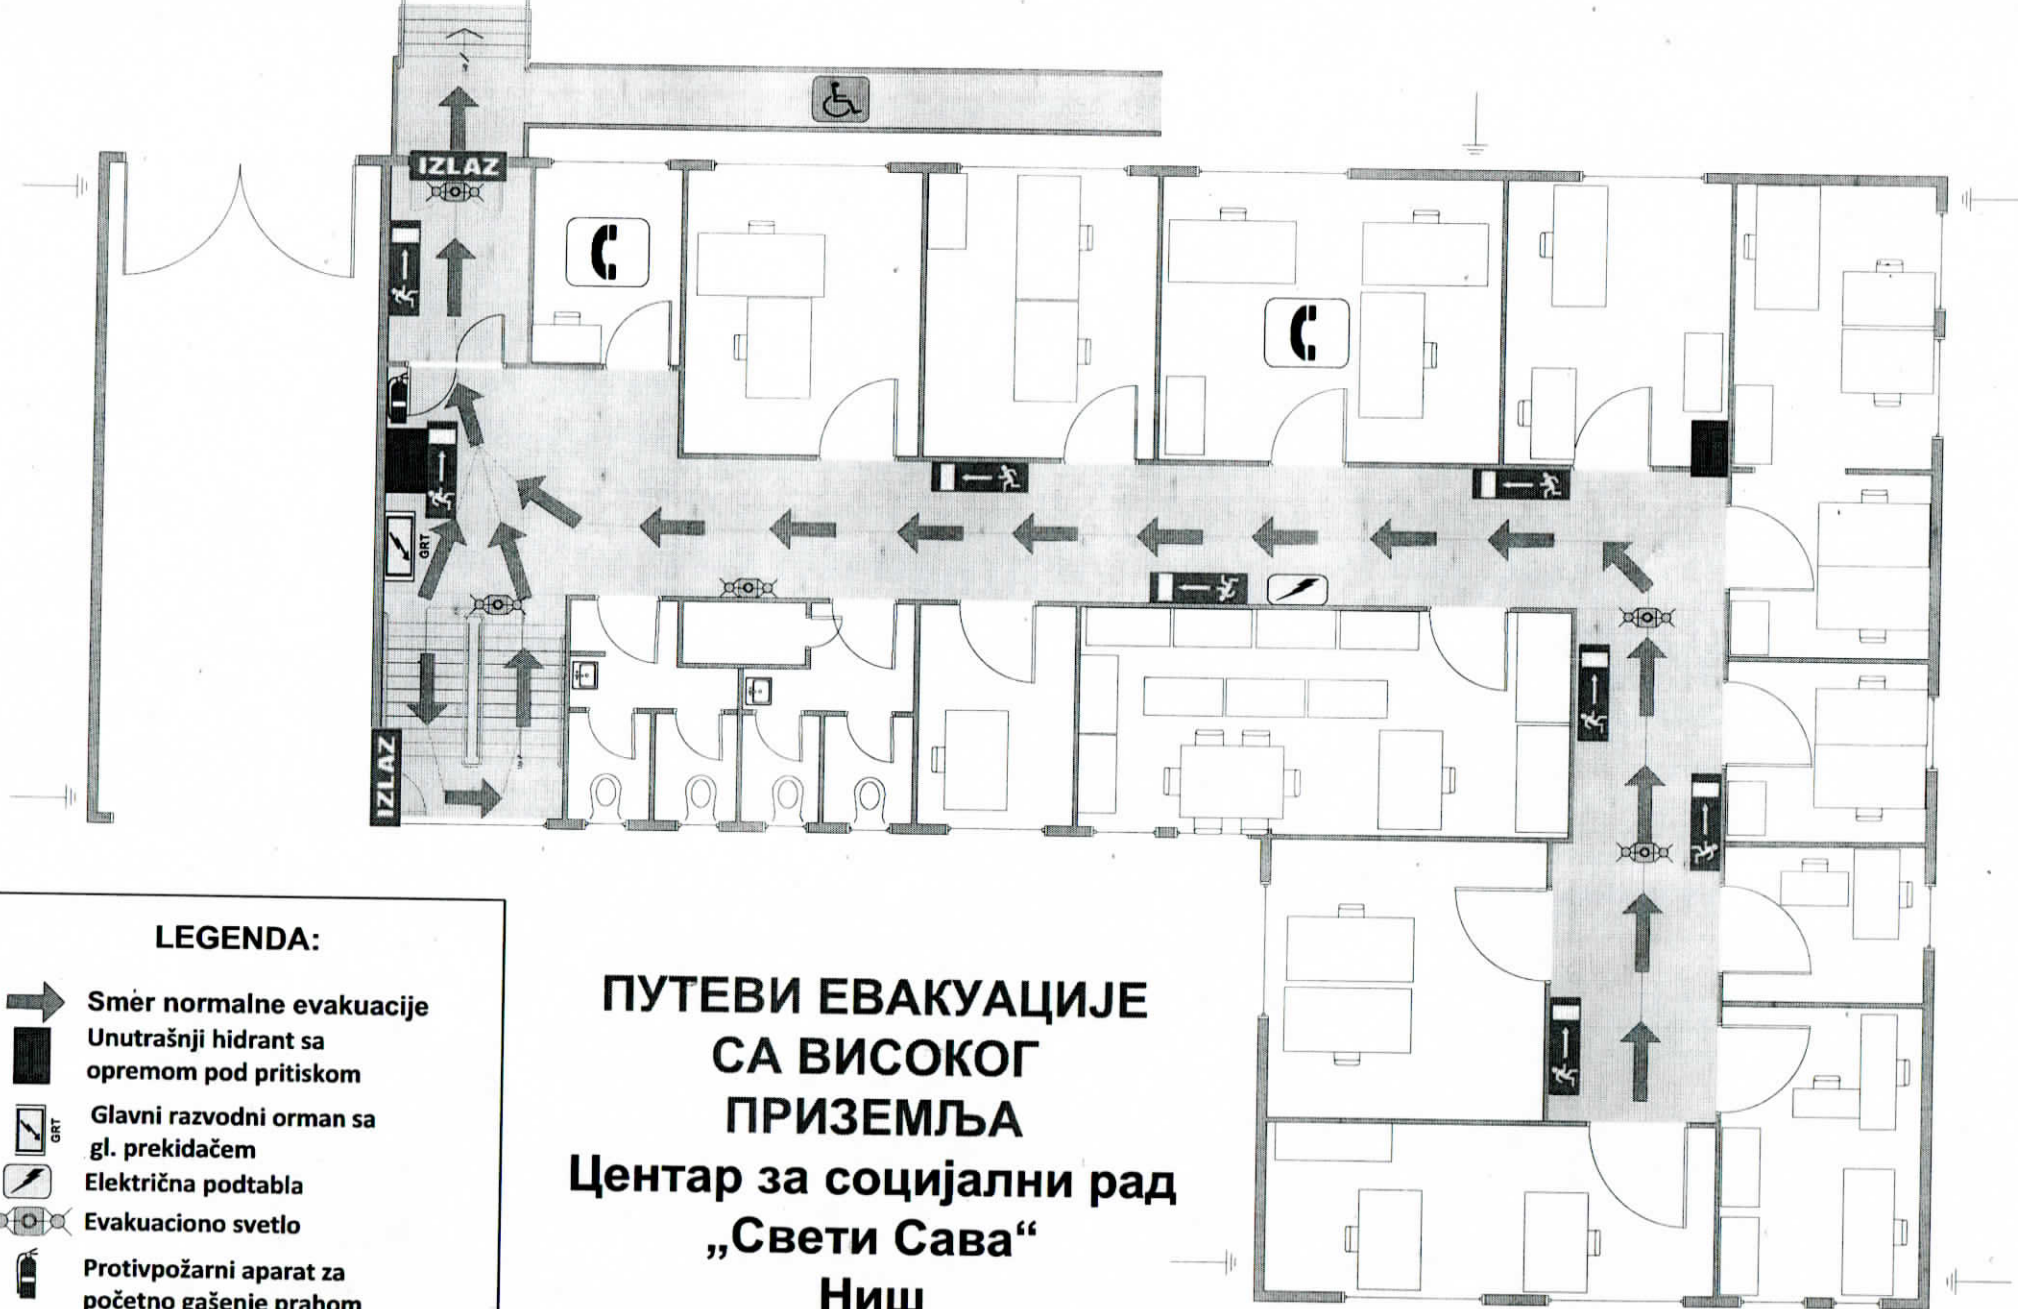 IZLAZ
GRT
IZLAZ
LEGENDA:
Smer normalne evakuacije
Unutrašnji hidrant sa
opremom pod pritiskom
Glavni razvodni orman sa
gl. prekidačem
GRT
Električna podtabla
Evakuaciono svetlo
Protivpožarni aparat za
početno gašenje prahom
ПУТЕВИ ЕВАКУАЦИЈЕ
СА ВИСОКОГ
ПРИЗЕМЉА
Центар за социјални рад
„Свети Сава“
Ниш